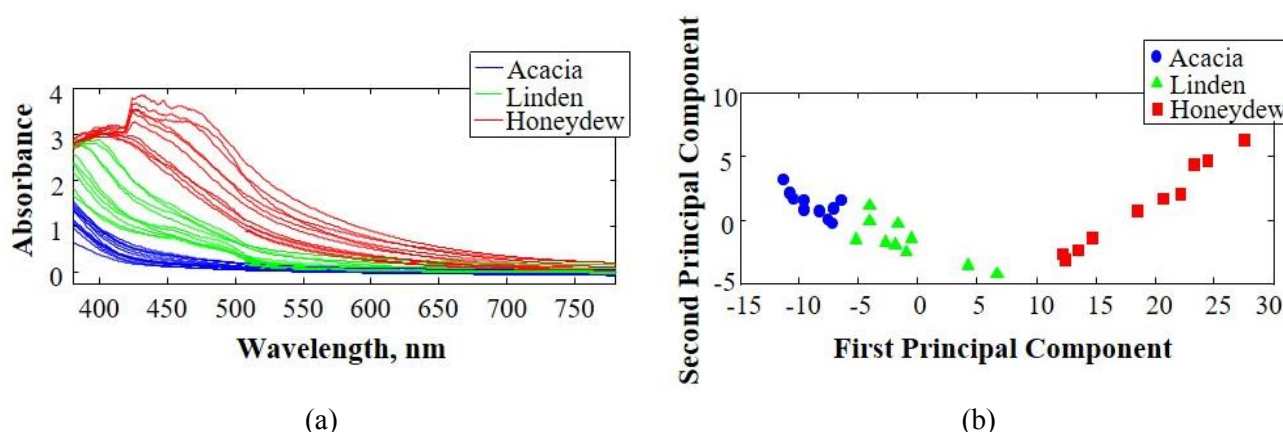 Acacia
Linden
Honeydew
Absorbance
4
3
2
1
0
400 450 500 550 600 650 700 750
Wavelength, nm
(a)
Acacia
Linden
Honeydew
Second Principal Component
10
5
0
-5
-15 -10 -5 0 5 10 15 20 25 30
First Principal Component
(b)